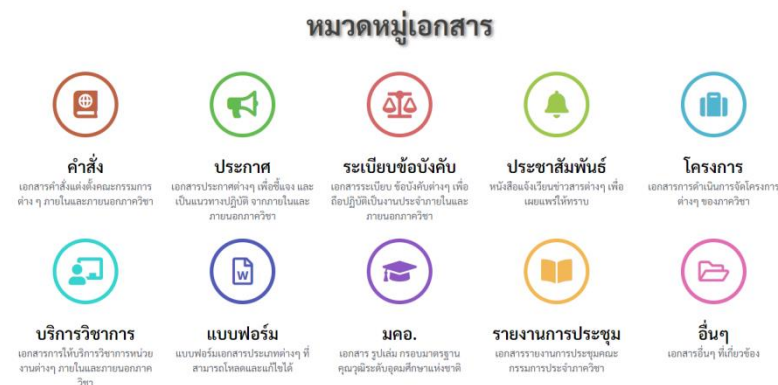 หมวดหมู่เอกสาร
คำสั่ง
เอกสารคำสั่งแต่งตั้งคณะกรรมการ
ต่าง ๆ ภายในและภายนอกภาควิชา
ประกาศ
เอกสารประกาศต่างๆ เพื่อชี้แจง และ
เป็นแนวทางปฏิบัติ จากภายในและ
ภายนอกภาควิชา
ระเบียบข้อบังคับ
เอกสารระเบียบ ข้อบังคับต่างๆ เพื่อ
ถือปฏิบัติเป็นงานประจำภายในและ
ภายนอกภาควิชา
ประชาสัมพันธ์
หนังสือแจ้งเวียนข่าวสารต่างๆ เพื่อ
เผยแพร่ให้ทราบ
โครงการ
เอกสารการดำเนินการจัดโครงการ
ต่างๆ ของภาควิชา
บริการวิชาการ
เอกสารการให้บริการวิชาการหน่วย
งานต่างๆ ภายในและภายนอกภาค
วิชา
W
แบบฟอร์ม
แบบฟอร์มเอกสารประเภทต่างๆ ที่
สามารถโหลดและแก้ไขได้
มคอ.
เอกสาร รูปเล่ม กรอบมาตรฐาน
คุณวุฒิระดับอุดมศึกษาแห่งชาติ
รายงานการประชุม
เอกสารรายงานการประชุมคณะ
กรรมการประจำภาควิชา
อื่นๆ
เอกสารอื่นๆ ที่เกี่ยวข้อง